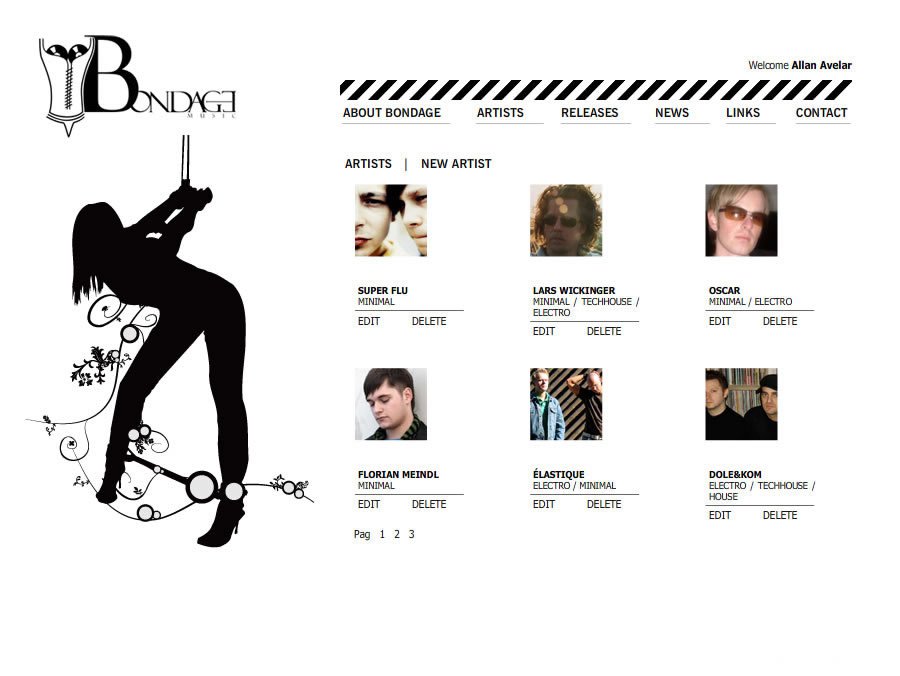 BONDAGE
MUSIC
Welcome Allan Avelar
ABOUT BONDAGE ARTISTS RELEASES NEWS LINKS CONTACT
ARTISTS | NEW ARTIST
SUPER FLU
MINIMAL
EDIT DELETE
LARS WICKINGER
MINIMAL / TECHHOUSE /
ELECTRO
EDIT DELETE
OSCAR
MINIMAL / ELECTRO
EDIT DELETE
FLORIAN MEINDL
MINIMAL
EDIT DELETE
ÉLASTIQUE
ELECTRO / MINIMAL
EDIT DELETE
DOLE&KOM
ELECTRO / TECHHOUSE /
HOUSE
EDIT DELETE
Pag 1 2 3